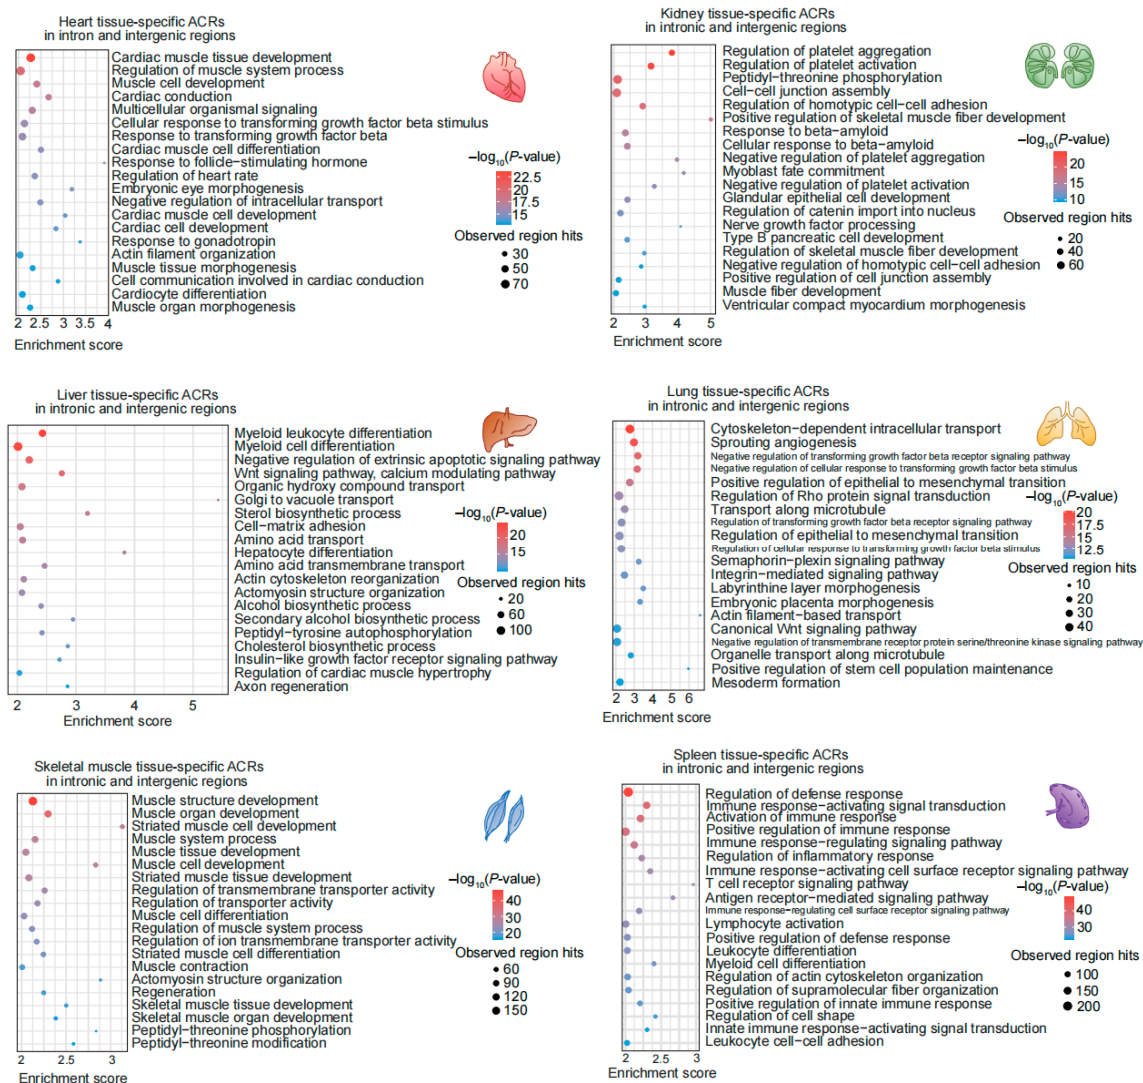 Heart tissue-specific ACRs
in intron and intergenic regions
Cardiac muscle tissue development
Regulation of muscle system process
Muscle cell development
Cardiac conduction
Multicellular organismal signaling
Cellular response to transforming growth factor beta stimulus
Response to transforming growth factor beta
Cardiac muscle cell differentiation
Response to follicle−stimulating hormone
Regulation of heart rate
Embryonic eye morphogenesis
Negative regulation of intracellular transport
Cardiac muscle cell development
Cardiac cell development
Response to gonadotropin
Actin filament organization
Muscle tissue morphogenesis
Cell communication involved in cardiac conduction
Cardiocyte differentiation
Muscle organ morphogenesis
2 2.5 3 3.5 4
Enrichment score
−log10(P-value)
22.5
20
17.5
15
Observed region hits
30
50
70
Kidney tissue-specific ACRs
in intronic and intergenic regions
Regulation of platelet aggregation
Regulation of platelet activation
Peptidyl−threonine phosphorylation
Cell−cell junction assembly
Regulation of homotypic cell−cell adhesion
Positive regulation of skeletal muscle fiber development
Response to beta−amyloid
Cellular response to beta−amyloid
Negative regulation of platelet aggregation
Myoblast fate commitment
Negative regulation of platelet activation
Glandular epithelial cell development
Regulation of catenin import into nucleus
Nerve growth factor processing
Type B pancreatic cell development
Regulation of skeletal muscle fiber development
Negative regulation of homotypic cell−cell adhesion
Positive regulation of cell junction assembly
Muscle fiber development
Ventricular compact myocardium morphogenesis
2 3 4 5
Enrichment score
−log10(P-value)
20
15
10
Observed region hits
20
40
60
Liver tissue-specific ACRs
in intronic and intergenic regions
Myeloid leukocyte differentiation
Myeloid cell differentiation
Negative regulation of extrinsic apoptotic signaling pathway
Wnt signaling pathway, calcium modulating pathway
Organic hydroxy compound transport
Golgi to vacuole transport
Sterol biosynthetic process
Cell−matrix adhesion
Amino acid transport
Hepatocyte differentiation
Amino acid transmembrane transport
Actin cytoskeleton reorganization
Actomyosin structure organization
Alcohol biosynthetic process
Secondary alcohol biosynthetic process
Peptidyl−tyrosine autophosphorylation
Cholesterol biosynthetic process
Insulin−like growth factor receptor signaling pathway
Regulation of cardiac muscle hypertrophy
Axon regeneration
2 3 4 5
Enrichment score
−log10(P-value)
20
15
Observed region hits
20
60
100
Lung tissue-specific ACRs
in intronic and intergenic regions
Cytoskeleton−dependent intracellular transport
Sprouting angiogenesis
Negative regulation of transforming growth factor beta receptor signaling pathway
Negative regulation of cellular response to transforming growth factor beta stimulus
Positive regulation of epithelial to mesenchymal transition
Regulation of Rho protein signal transduction
Transport along microtubule
Regulation of transforming growth factor beta receptor signaling pathway
Regulation of epithelial to mesenchymal transition
Regulation of cellular response to transforming growth factor beta stimulus
Semaphorin−plexin signaling pathway
Integrin−mediated signaling pathway
Labyrinthine layer morphogenesis
Embryonic placenta morphogenesis
Actin filament−based transport
Canonical Wnt signaling pathway
Negative regulation of transmembrane receptor protein serine/threonine kinase signaling pathway
Organelle transport along microtubule
Positive regulation of stem cell population maintenance
Mesoderm formation
2 3 4 5 6
Enrichment score
−log10(P-value)
20
17.5
15
12.5
Observed region hits
10
20
30
40
Skeletal muscle tissue-specific ACRs
in intronic and intergenic regions
Muscle structure development
Muscle organ development
Striated muscle cell development
Muscle system process
Muscle tissue development
Muscle cell development
Striated muscle tissue development
Regulation of transmembrane transporter activity
Regulation of transporter activity
Muscle cell differentiation
Regulation of muscle system process
Regulation of ion transmembrane transporter activity
Striated muscle cell differentiation
Muscle contraction
Actomyosin structure organization
Regeneration
Skeletal muscle tissue development
Skeletal muscle organ development
Peptidyl−threonine phosphorylation
Peptidyl−threonine modification
2 2.5 3
Enrichment score
−log10(P-value)
40
30
20
Observed region hits
60
90
120
150
Spleen tissue-specific ACRs
in intronic and intergenic regions
Regulation of defense response
Immune response−activating signal transduction
Activation of immune response
Positive regulation of immune response
Immune response−regulating signaling pathway
Regulation of inflammatory response
Immune response−activating cell surface receptor signaling pathway
T cell receptor signaling pathway
Antigen receptor−mediated signaling pathway
Immune response−regulating cell surface receptor signaling pathway
Lymphocyte activation
Positive regulation of defense response
Leukocyte differentiation
Myeloid cell differentiation
Regulation of actin cytoskeleton organization
Regulation of supramolecular fiber organization
Positive regulation of innate immune response
Regulation of cell shape
Innate immune response−activating signal transduction
Leukocyte cell−cell adhesion
2 2.5 3
Enrichment score
−log10(P-value)
40
30
Observed region hits
100
150
200